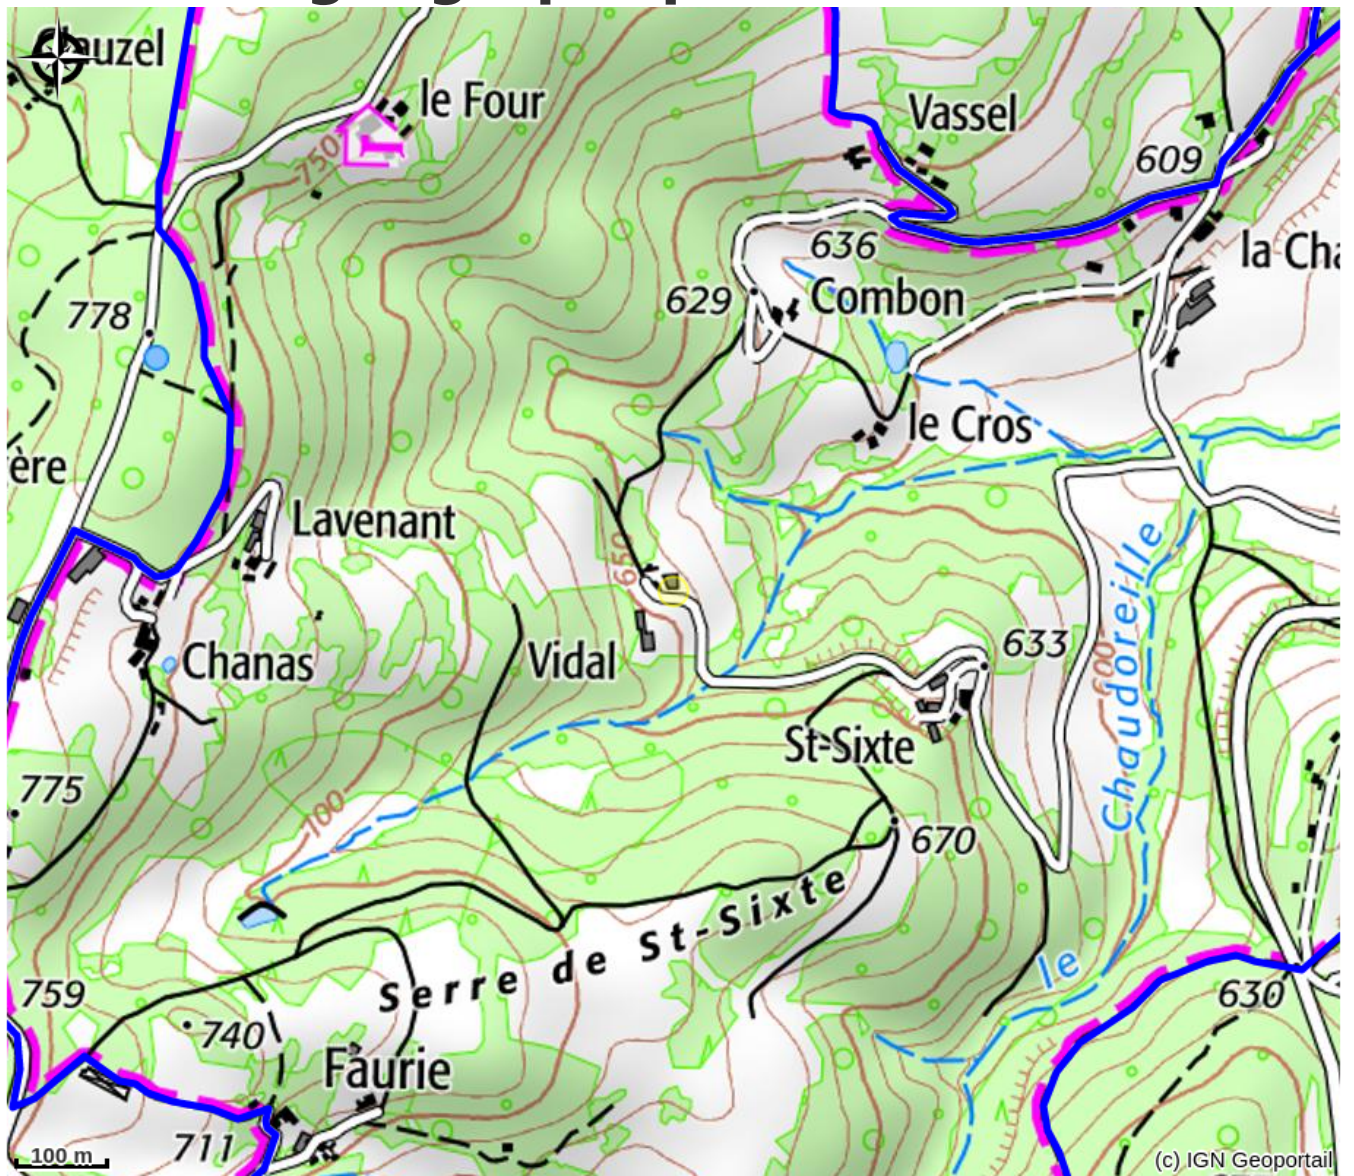 Vassel
le Four
609
750
636
la Cha
778
629
Combon
le Cros
ère
Lavenant
650
Chaudoreille
633
600
Vidal
Chanas
St-Sixte
775
670
Serre de St-Sixte
le
759
630
740
Faurie
711
100 m
(c) IGN Geoportail